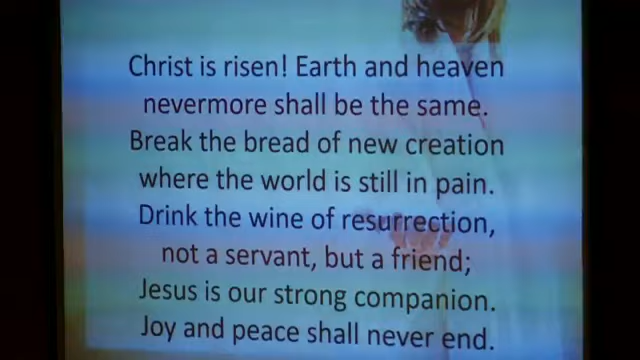 Christ is risen! Earth and heaven
nevermore shall be the same.
Break the bread of new creation
where the world is still in pain.
Drink the wine of resurrection,
not a servant, but a friend;
Jesus is our strong companion.
Joy and peace shall never end.